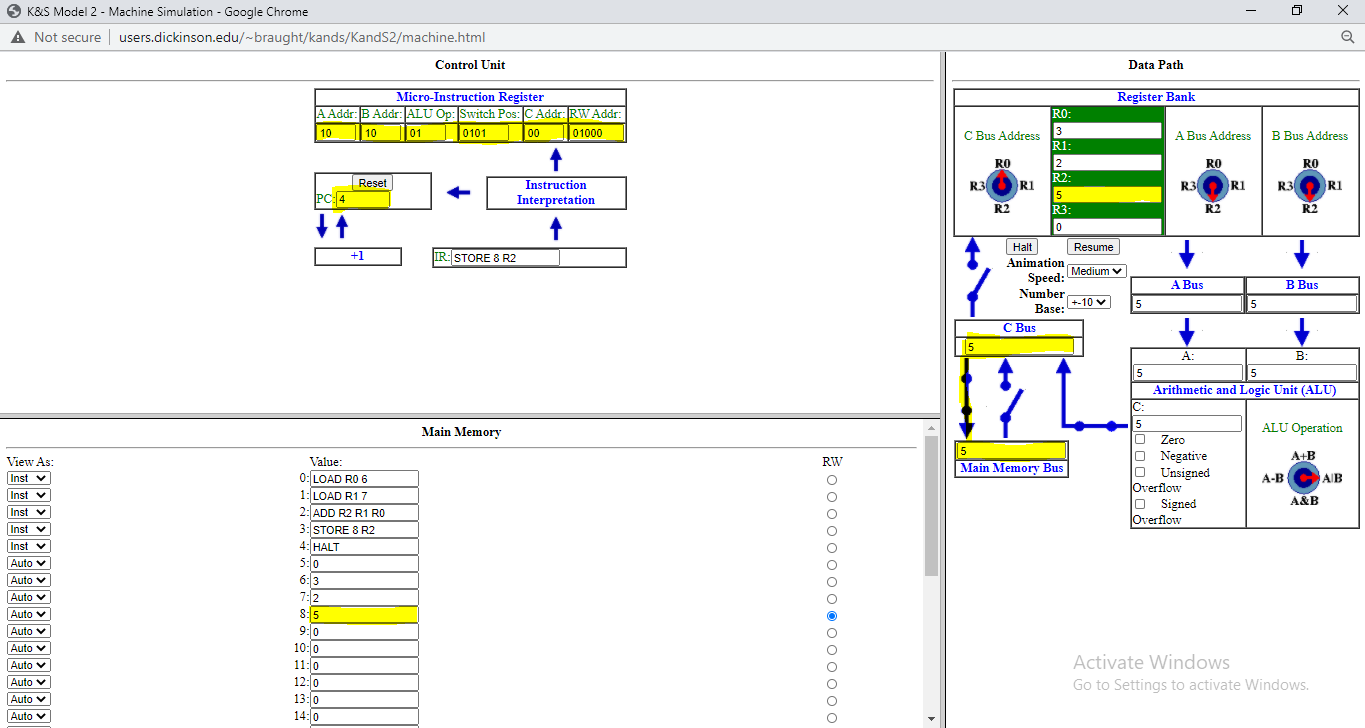 K&S Model 2 - Machine Simulation - Google Chrome
Not secure users.dickinson.edu/~braught/kands/KandS2/machine.html
Control Unit
Micro-Instruction Register
A Addr: B Addr: ALU Op: Switch Pos: C Addr: RW Addr:
10 10 01 0101 00 01000
Reset
PC: 4
Instruction
Interpretation
+1
IR: STORE 8 R2
Main Memory
View As: Value: RW
Inst 0: LOAD R0 6
Inst 1: LOAD R1 7
Inst 2: ADD R2 R1 R0
Inst 3: STORE 8 R2
Inst 4: HALT
Auto 5: 0
Auto 6: 3
Auto 7: 2
Auto 8: 5
Auto 9: 0
Auto 10: 0
Auto 11: 0
Auto 12: 0
Auto 13: 0
Auto 14: 0
Data Path
Register Bank
C Bus Address
R0
R3 R1
R2
R0:
3
R1:
2
R2:
5
R3:
0
A Bus Address
R0
R3 R1
R2
B Bus Address
R0
R3 R1
R2
Halt Resume
Animation
Speed: Medium
Number
Base: +-10
A Bus
5
B Bus
5
C Bus
5
A: B:
5 5
Arithmetic and Logic Unit (ALU)
C:
5
Zero
Negative
Unsigned
Overflow
Signed
Overflow
ALU Operation
A+B
A-B A|B
A&B
5
Main Memory Bus
Activate Windows
Go to Settings to activate Windows.